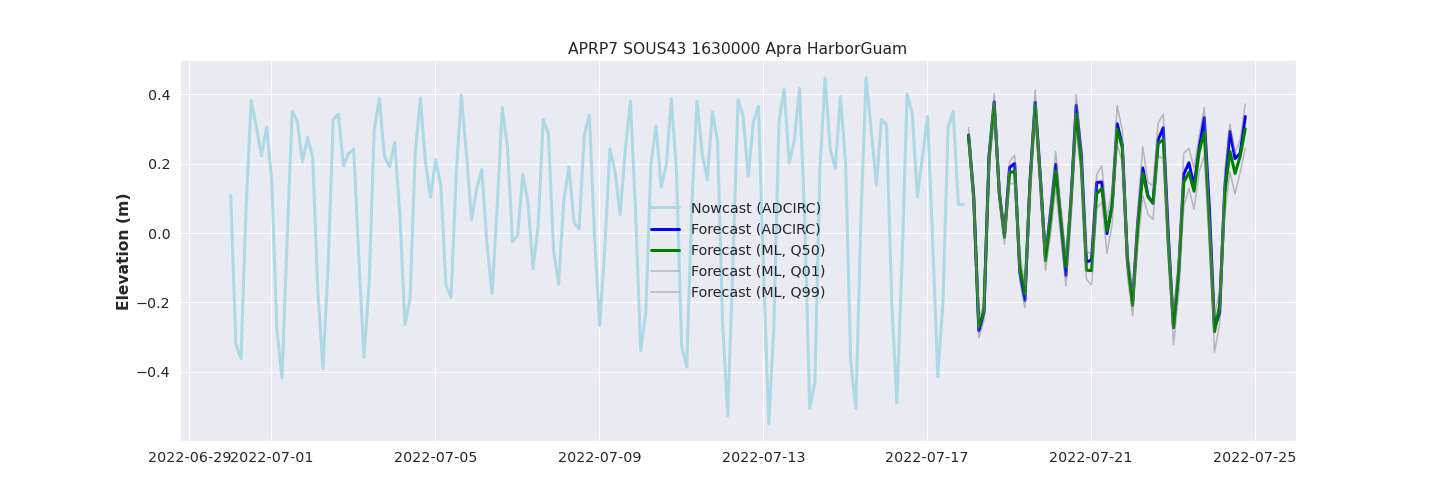 APRP7 SOUS43 1630000 Apra HarborGuam
Elevation (m)
0.4
0.2
0.0
−0.2
−0.4
Nowcast (ADCIRC)
Forecast (ADCIRC)
Forecast (ML, Q50)
Forecast (ML, Q01)
Forecast (ML, Q99)
2022-06-29 2022-07-01 2022-07-05 2022-07-09 2022-07-13 2022-07-17 2022-07-21 2022-07-25